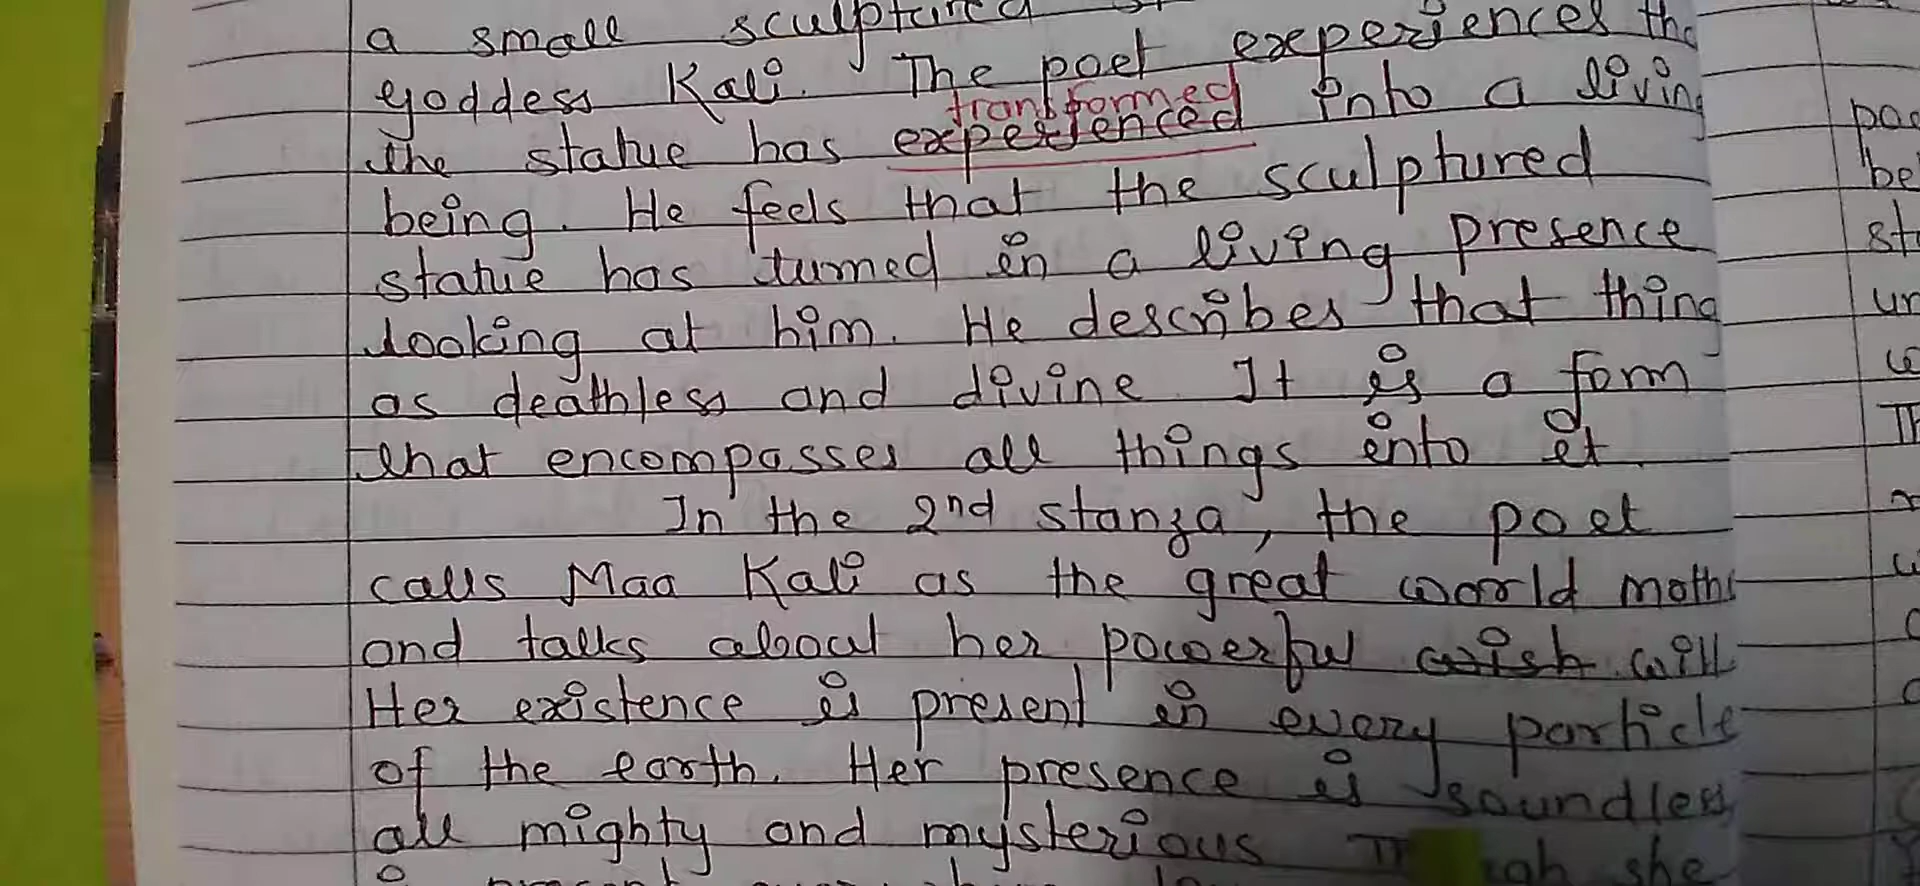 a small sculptured
goddess Kali. The poet experiences the
transformed
the statue has experienced into a living
being. He feels that the sculptured
statue has turned in a living presence
looking at him. He describes that thing
as deathless and divine It is a form
that encompasses all things into it.
In the 2nd stanza, the poet
calls Maa Kali as the great world moth
and talks about her powerful wish will
Her existence is present in every particle
of the earth. Her presence is soundless
all mighty and mysterious she